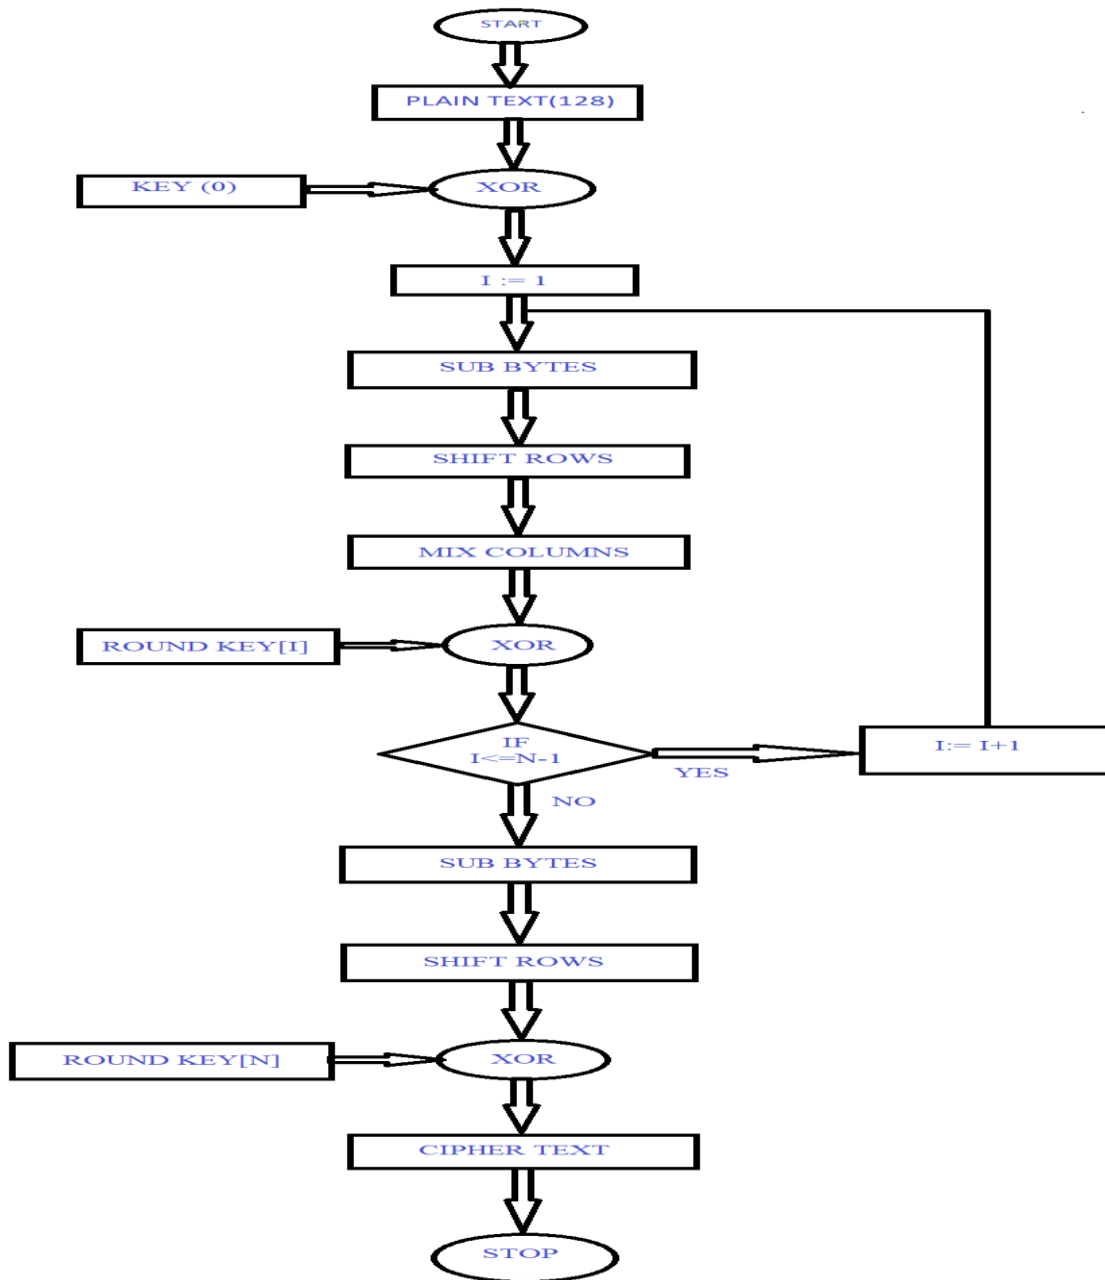 START
PLAIN TEXT(128)
KEY (0)
XOR
I := 1
SUB BYTES
SHIFT ROWS
MIX COLUMNS
ROUND KEY[I]
XOR
IF
I<=N-1
YES
I:= I+1
NO
SUB BYTES
SHIFT ROWS
ROUND KEY[N]
XOR
CIPHER TEXT
STOP